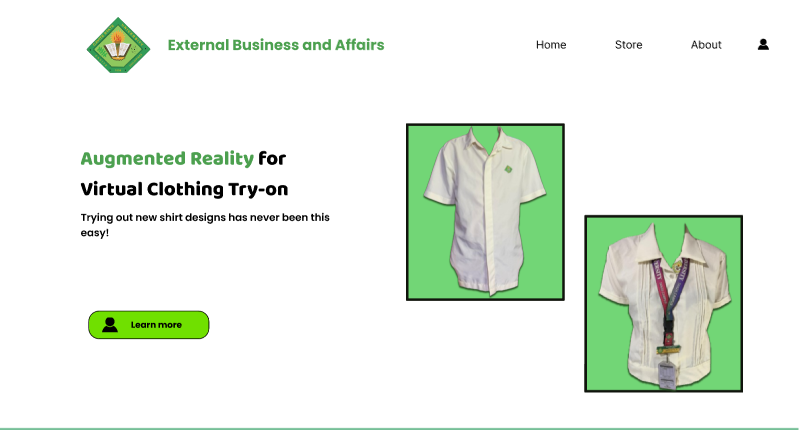 External Business and Affairs
Home
Store
About
Augmented Reality for
Virtual Clothing Try-on
Trying out new shirt designs has never been this
easy!
Learn more